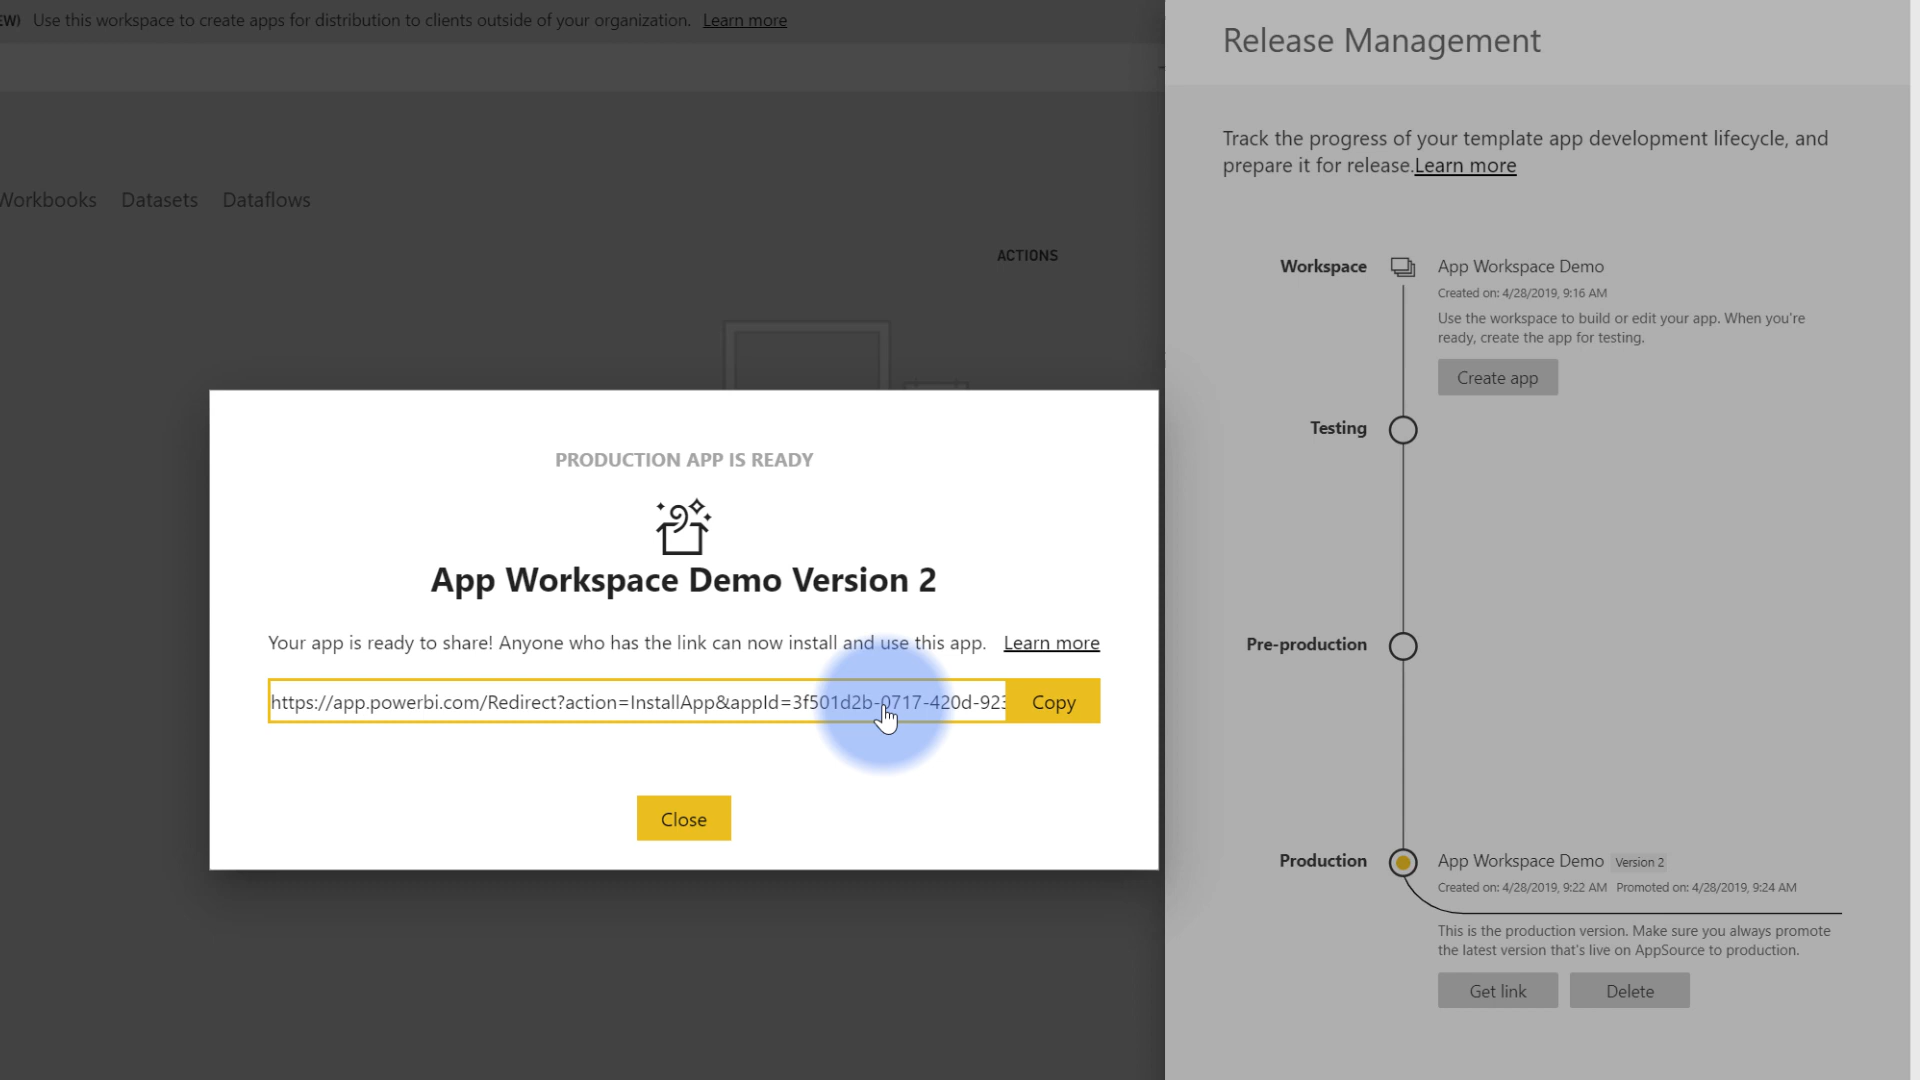 EW) Use this workspace to create apps for distribution to clients outside of your organization. Learn more
Workbooks Datasets Dataflows
ACTIONS
PRODUCTION APP IS READY
App Workspace Demo Version 2
Your app is ready to share! Anyone who has the link can now install and use this app. Learn more
https://app.powerbi.com/Redirect?action=InstallApp&appId=3f501d2b-0717-420d-923
Copy
Close
Release Management
Track the progress of your template app development lifecycle, and
prepare it for release.Learn more
Workspace
App Workspace Demo
Created on: 4/28/2019, 9:16 AM
Use the workspace to build or edit your app. When you're
ready, create the app for testing.
Create app
Testing
Pre-production
Production
App Workspace Demo Version 2
Created on: 4/28/2019, 9:22 AM Promoted on: 4/28/2019, 9:24 AM
This is the production version. Make sure you always promote
the latest version that's live on AppSource to production.
Get link
Delete